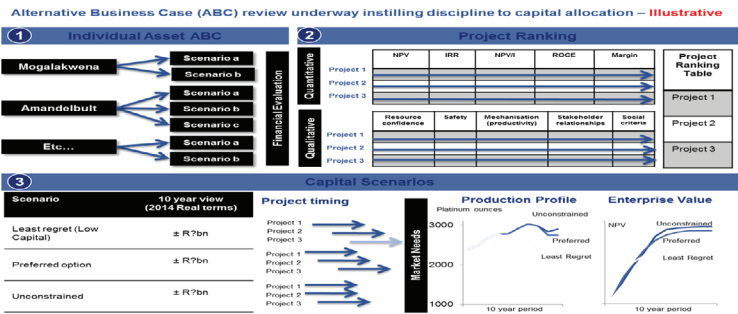 Alternative Business Case (ABC) review underway instilling discipline to capital allocation – Illustrative
1 Individual Asset ABC
Mogalakwena
Scenario a
Scenario b
Amandelbult
Scenario a
Scenario b
Scenario c
Etc...
Scenario a
Scenario b
Financial Evaluation
2 Project Ranking
Quantitative
NPV IRR NPV/I ROCE Margin
Project 1
Project 2
Project 3
Qualitative
Resource confidence Safety Mechanisation (productivity) Stakeholder relationships Social criteria
Project 1
Project 2
Project 3
Project Ranking Table
Project 1
Project 2
Project 3
3 Capital Scenarios
Scenario 10 year view (2014 Real terms)
Least regret (Low Capital) ± R?bn
Preferred option ± R?bn
Unconstrained ± R?bn
Project timing
Project 1
Project 2
Project 3
Project 1
Project 2
Project 3
Project 1
Project 2
Project 3
Market Needs
Production Profile
Platinum ounces
Unconstrained
3000
Preferred
Least Regret
1000
10 year period
Enterprise Value
NPV
Unconstrained
Preferred
Least Regret
10 year period